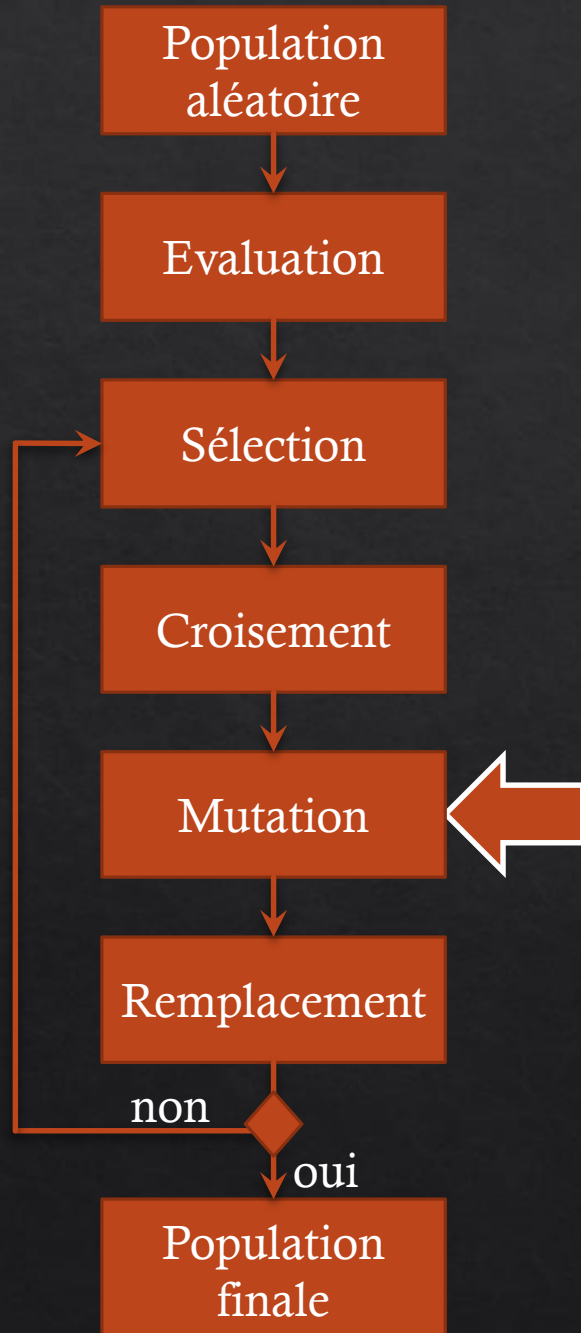 Population
aléatoire
Evaluation
Sélection
Croisement
Mutation
Remplacement
non
oui
Population
finale